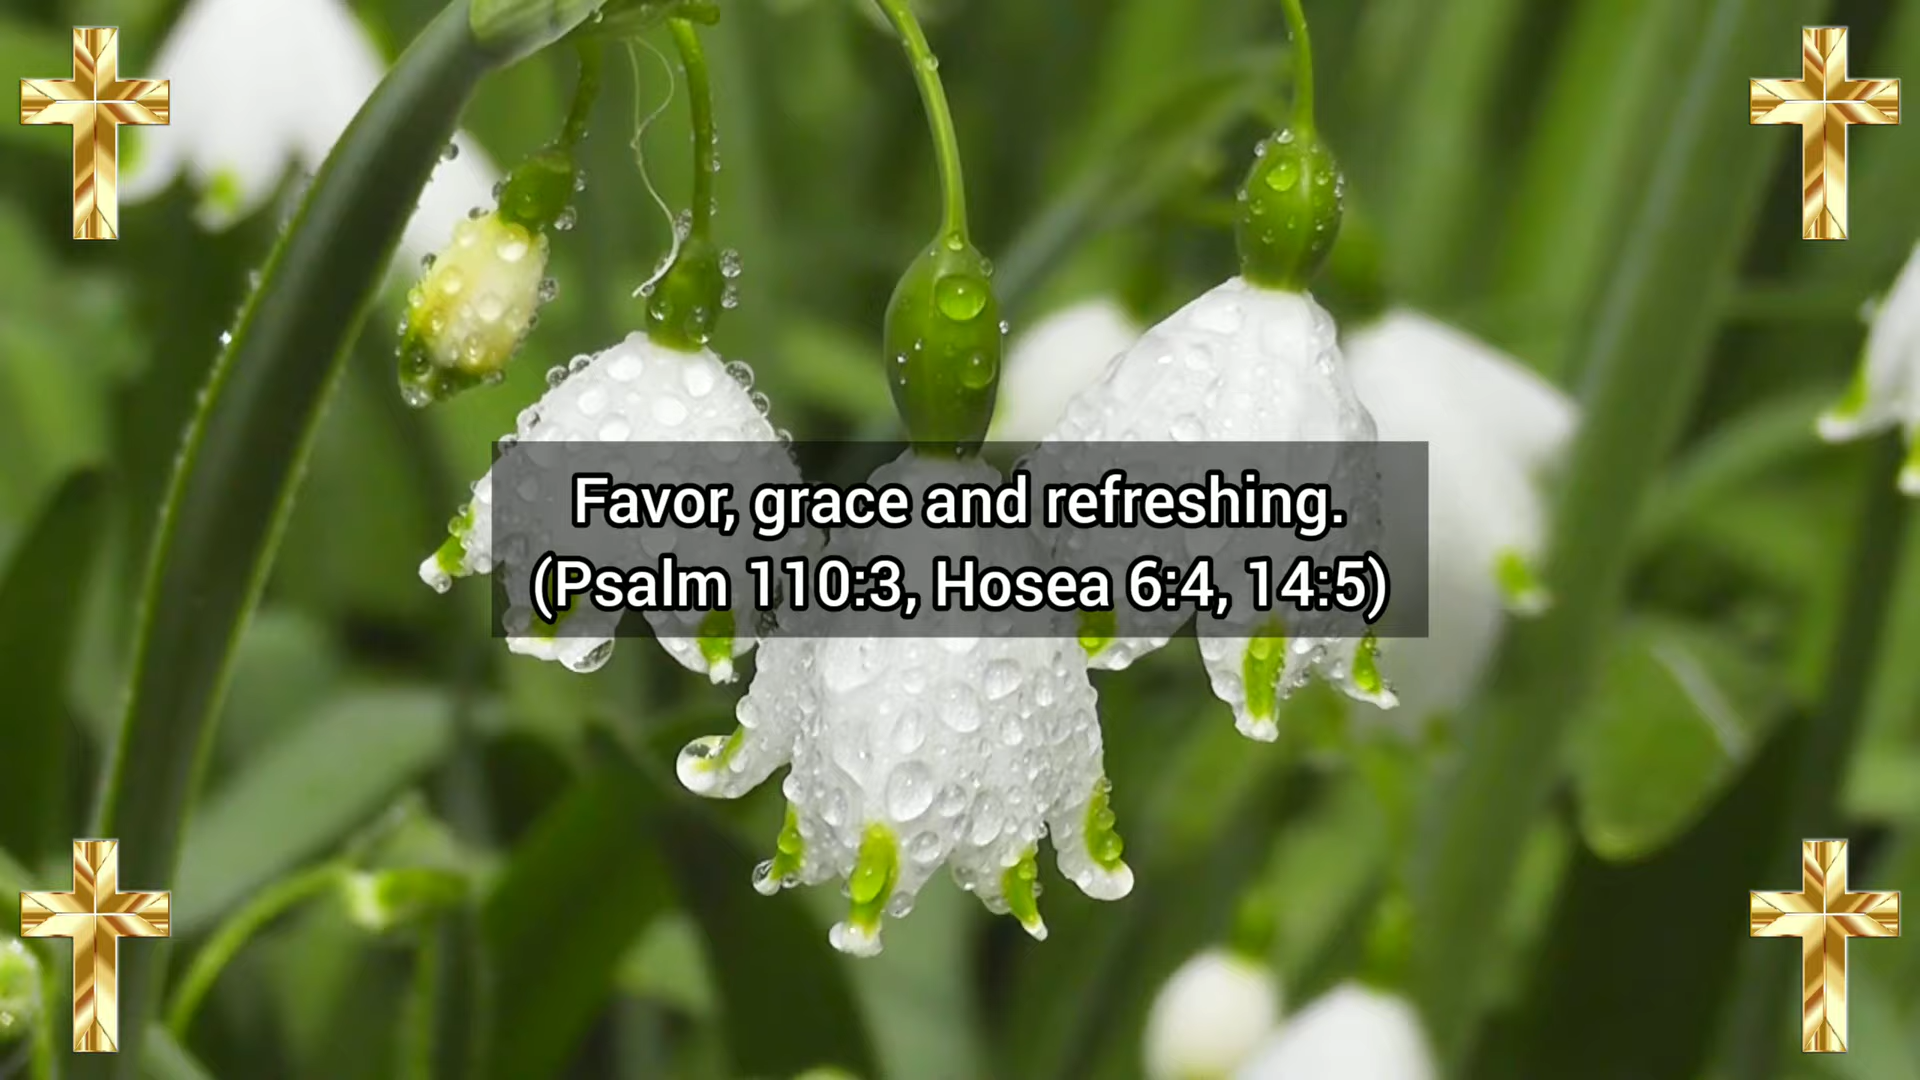 Favor, grace and refreshing.
(Psalm 110:3, Hosea 6:4, 14:5)